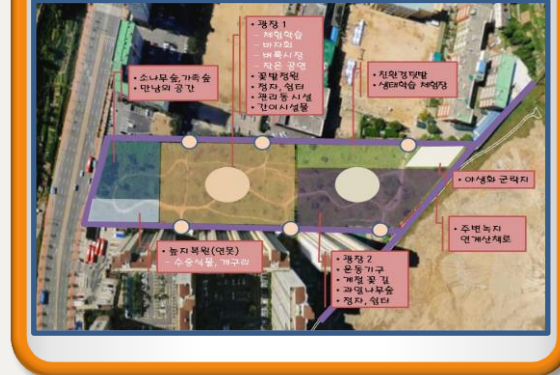 • 광장 1
- 체험학습
- 바자회
- 벼룩시장
- 작은 공연
• 꽃밭정원
• 정자, 쉼터
• 관리동 시설
• 간이시설물
• 소나무숲, 가족숲
• 만남의 공간
• 친환경텃밭
• 생태학습 체험장
• 야생화 군락지
• 주변녹지
연계산책로
• 늪지복원(연못)
- 수중식물, 개구리
• 광장 2
• 운동기구
• 계절 꽃 길
• 과일나무숲
• 정자, 쉼터